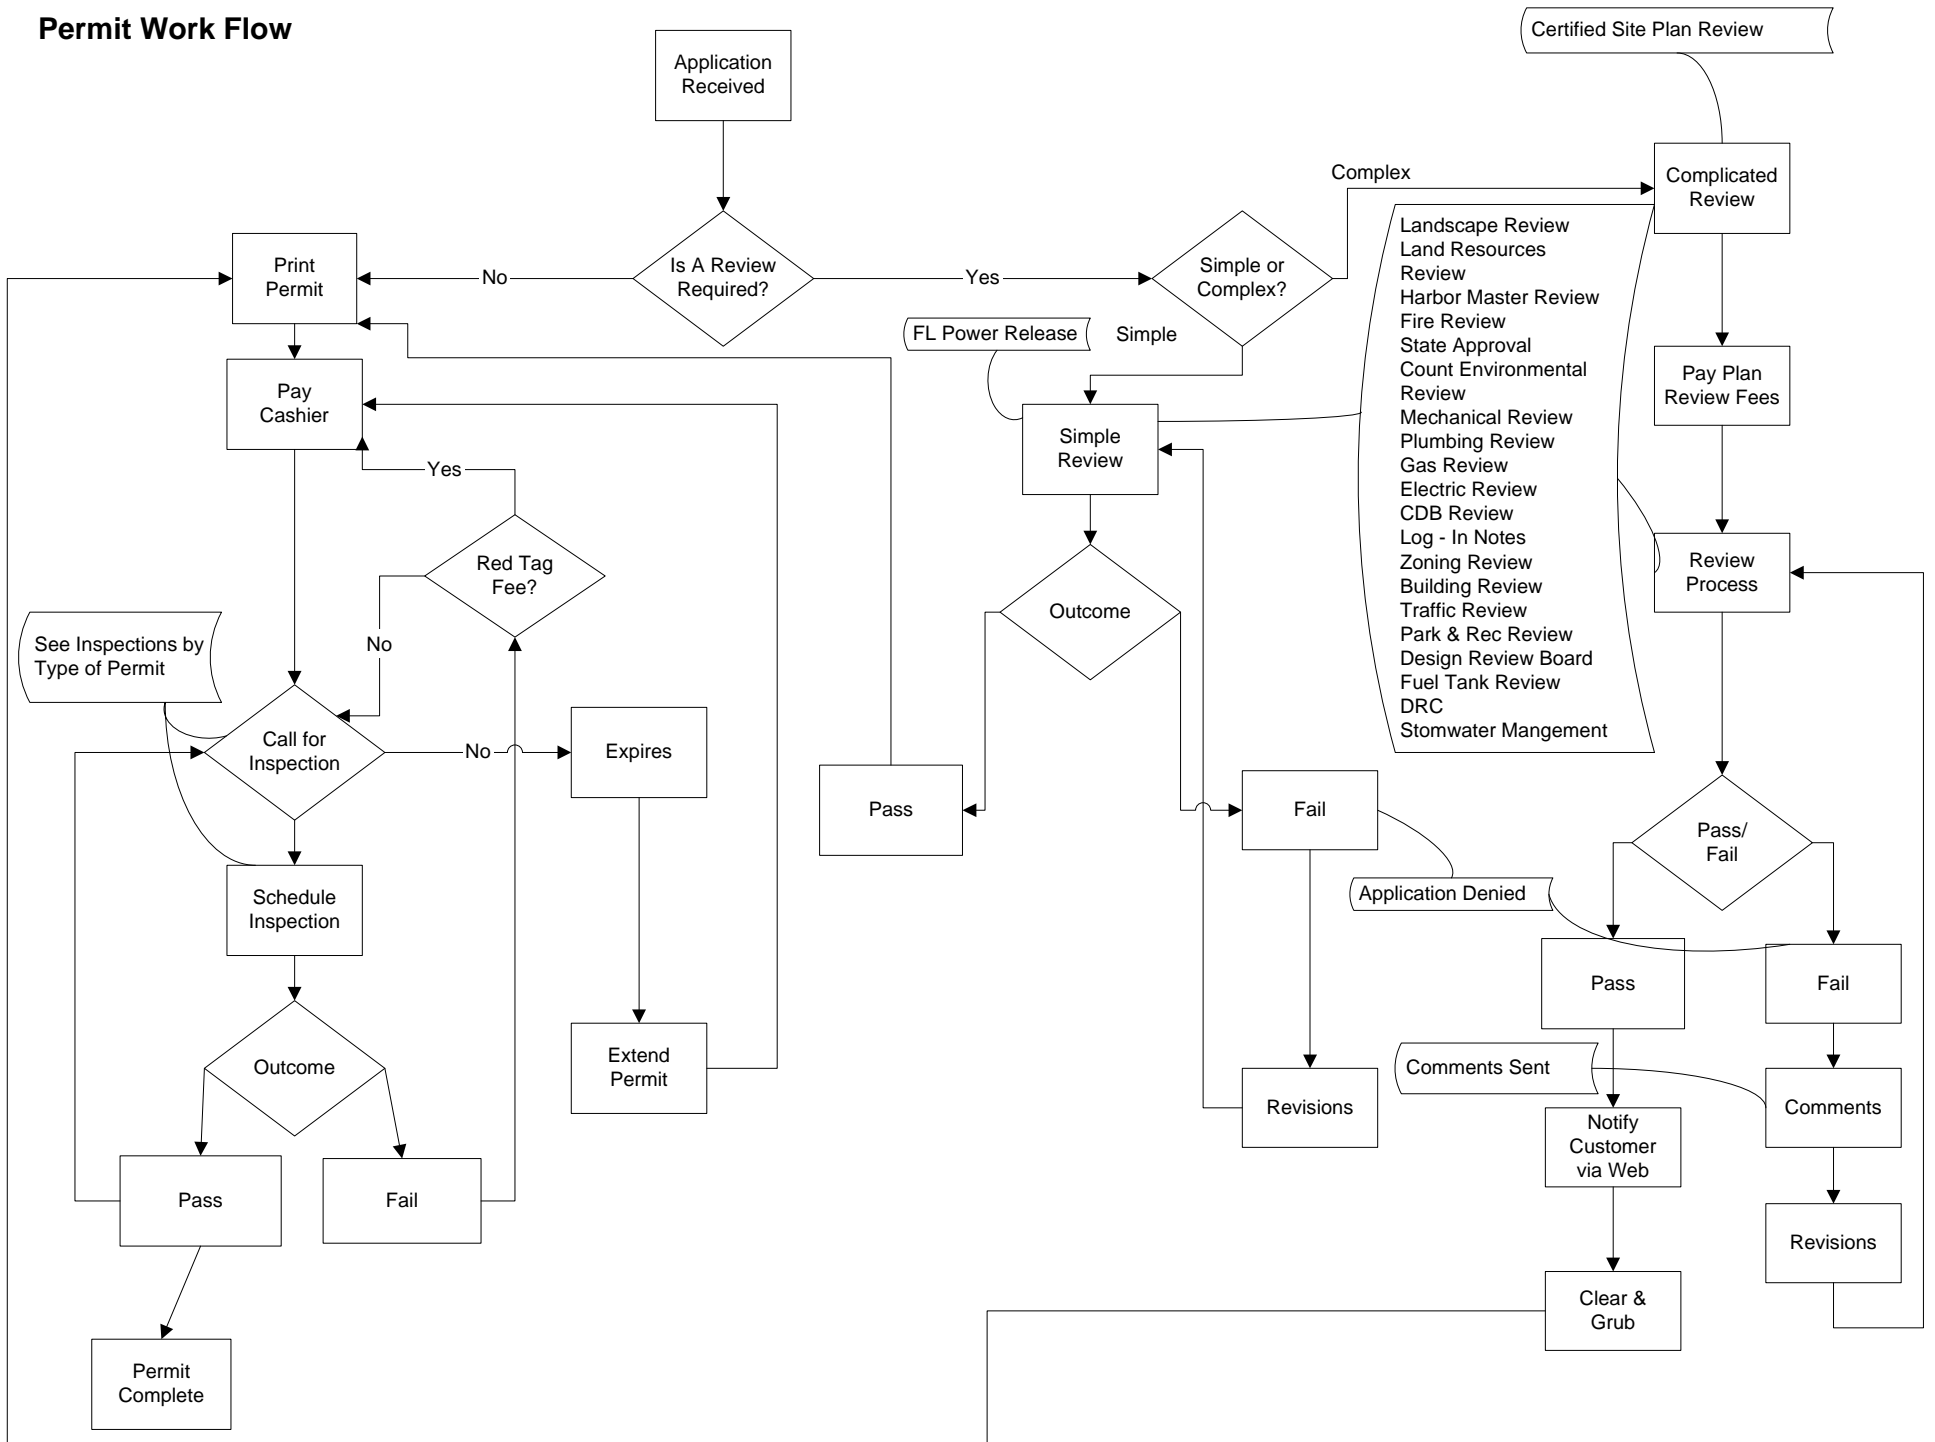 Permit Work Flow
Certified Site Plan Review
Application
Received
Complex
Complicated
Review
Print
Permit
No
Is A Review
Required?
Yes
Simple or
Complex?
Landscape Review
Land Resources
Review
Harbor Master Review
Fire Review
State Approval
Count Environmental
Review
Mechanical Review
Plumbing Review
Gas Review
Electric Review
CDB Review
Log - In Notes
Zoning Review
Building Review
Traffic Review
Park & Rec Review
Design Review Board
Fuel Tank Review
DRC
Stomwater Mangement
FL Power Release
Simple
Pay
Cashier
Pay Plan
Review Fees
Simple
Review
Yes
Red Tag
Fee?
Review
Process
Outcome
See Inspections by
Type of Permit
No
Call for
Inspection
No
Expires
Pass
Fail
Pass/
Fail
Schedule
Inspection
Application Denied
Pass
Fail
Outcome
Extend
Permit
Comments Sent
Revisions
Comments
Notify
Customer
via Web
Pass
Fail
Revisions
Clear &
Grub
Permit
Complete